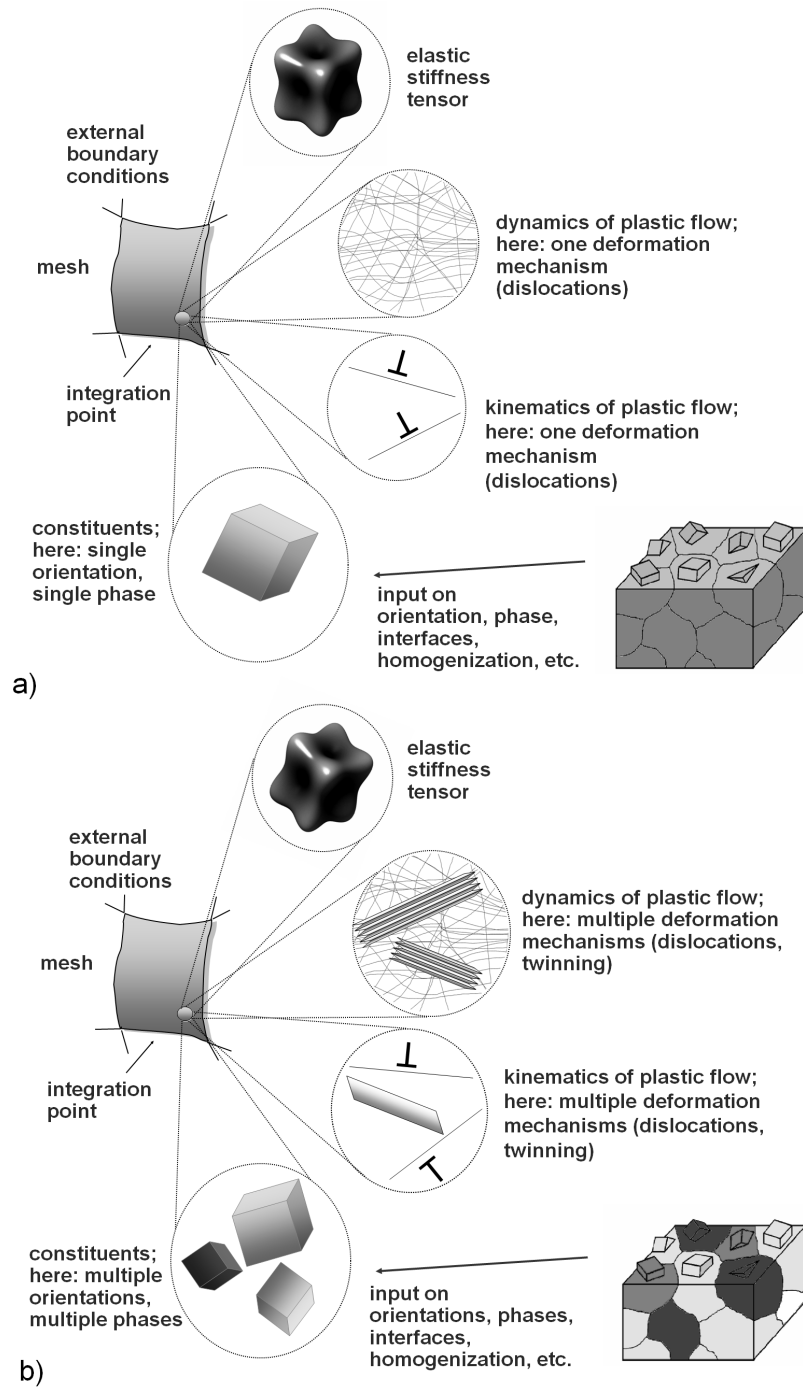 elastic
stiffness
tensor
external
boundary
conditions
dynamics of plastic flow;
here: one deformation
mechanism
(dislocations)
mesh
integration
point
kinematics of plastic flow;
here: one deformation
mechanism
(dislocations)
constituents;
here: single
orientation,
single phase
input on
orientation, phase,
interfaces,
homogenization, etc.
a)
elastic
stiffness
tensor
external
boundary
conditions
dynamics of plastic flow;
here: multiple deformation
mechanisms (dislocations,
twinning)
mesh
integration
point
kinematics of plastic flow;
here: multiple deformation
mechanisms (dislocations,
twinning)
constituents;
here: multiple
orientations,
multiple phases
input on
orientations, phases,
interfaces,
homogenization, etc.
b)